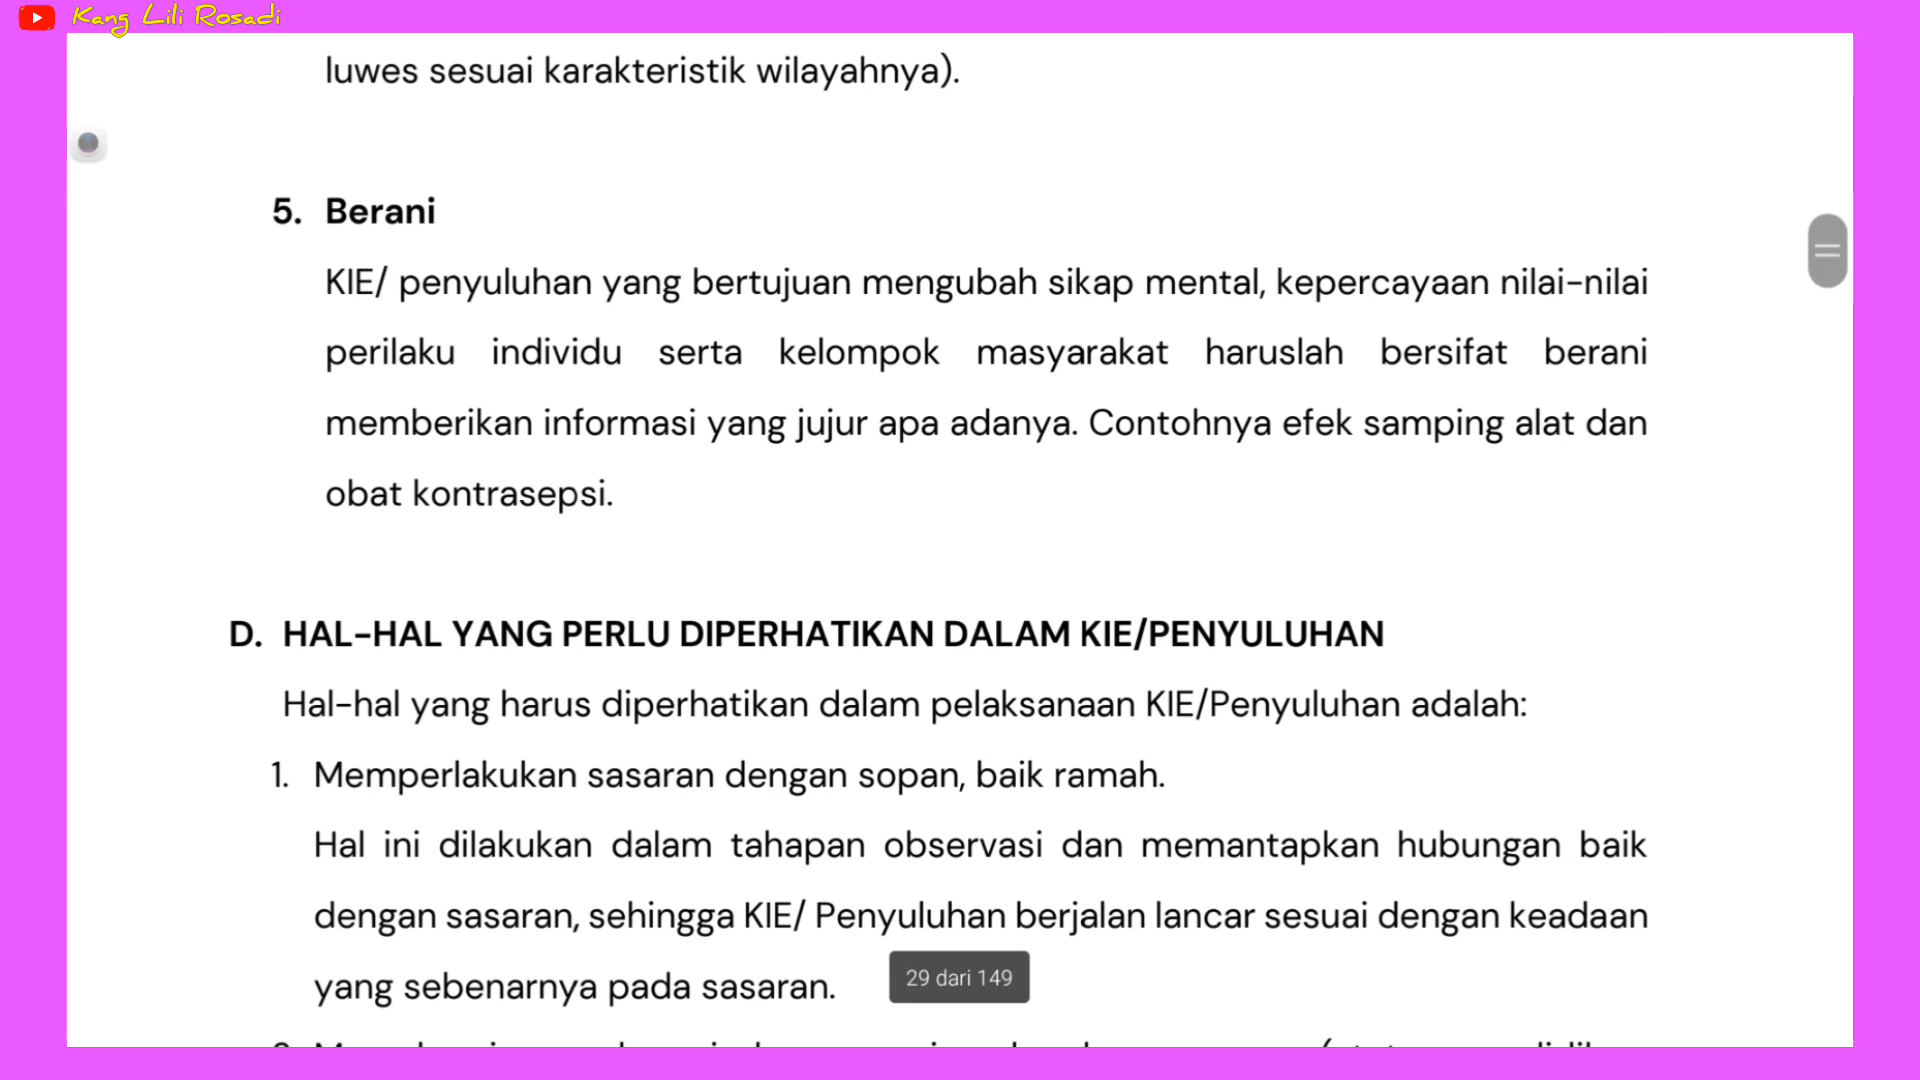 Kang Lili Rosadi
luwes sesuai karakteristik wilayahnya).
5. Berani
KIE/ penyuluhan yang bertujuan mengubah sikap mental, kepercayaan nilai-nilai
perilaku individu serta kelompok masyarakat haruslah bersifat berani
memberikan informasi yang jujur apa adanya. Contohnya efek samping alat dan
obat kontrasepsi.
D. HAL-HAL YANG PERLU DIPERHATIKAN DALAM KIE/PENYULUHAN
Hal-hal yang harus diperhatikan dalam pelaksanaan KIE/Penyuluhan adalah:
1. Memperlakukan sasaran dengan sopan, baik ramah.
Hal ini dilakukan dalam tahapan observasi dan memantapkan hubungan baik
dengan sasaran, sehingga KIE/ Penyuluhan berjalan lancar sesuai dengan keadaan
yang sebenarnya pada sasaran.
29 dari 149